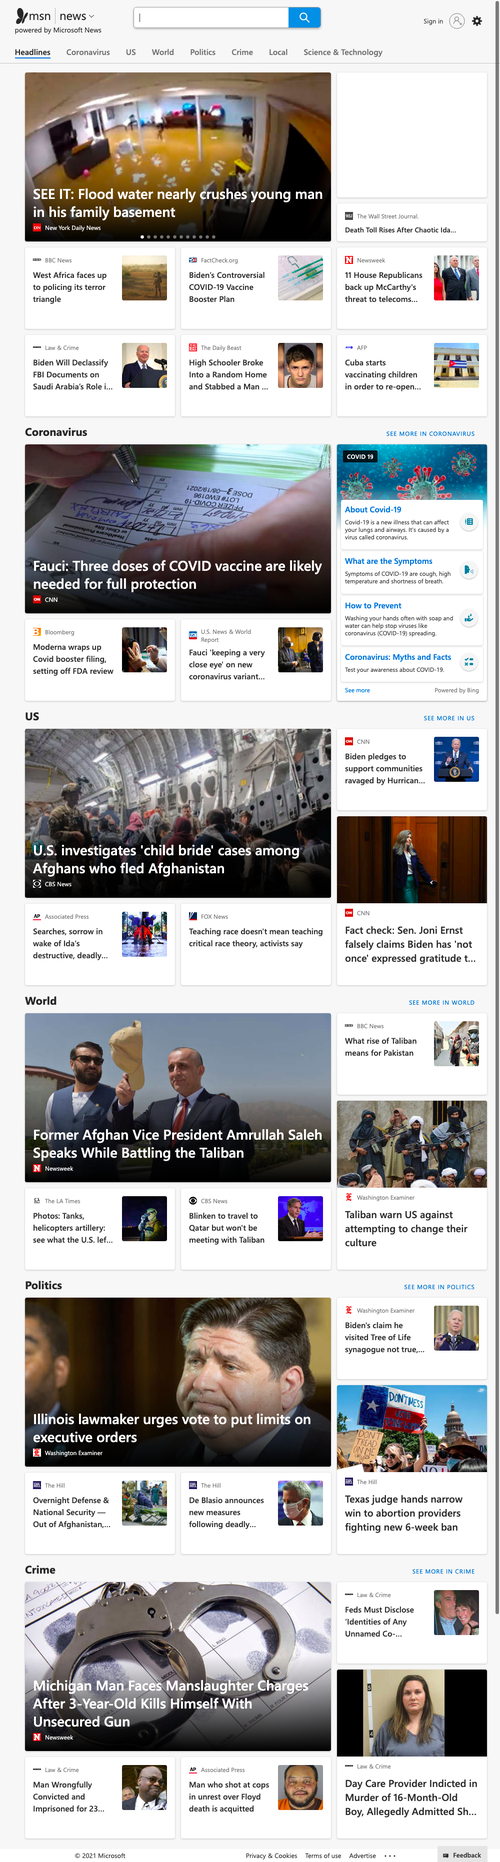 msn | news
powered by Microsoft News
Sign in
Headlines
Coronavirus
US
World
Politics
Crime
Local
Science & Technology
SEE IT: Flood water nearly crushes young man
in his family basement
New York Daily News
The Wall Street Journal.
Death Toll Rises After Chaotic Ida...
BBC News
West Africa faces up
to policing its terror
triangle
FactCheck.org
Biden's Controversial
COVID-19 Vaccine
Booster Plan
Newsweek
11 House Republicans
back up McCarthy's
threat to telecoms...
Law & Crime
Biden Will Declassify
FBI Documents on
Saudi Arabia's Role i...
The Daily Beast
High Schooler Broke
Into a Random Home
and Stabbed a Man ...
AFP
Cuba starts
vaccinating children
in order to re-open...
Coronavirus
SEE MORE IN CORONAVIRUS
Fauci: Three doses of COVID vaccine are likely
needed for full protection
CNN
COVID 19
About Covid-19
Covid-19 is a new illness that can affect
your lungs and airways. It's caused by a
virus called coronavirus.
What are the Symptoms
Symptoms of COVID-19 are cough, high
temperature and shortness of breath.
How to Prevent
Washing your hands often with soap and
water can help stop viruses like
coronavirus (COVID-19) spreading.
Coronavirus: Myths and Facts
Test your awareness about COVID-19.
See more
Powered by Bing
Bloomberg
Moderna wraps up
Covid booster filing,
setting off FDA review
U.S. News & World
Report
Fauci 'keeping a very
close eye' on new
coronavirus variant...
US
SEE MORE IN US
U.S. investigates 'child bride' cases among
Afghans who fled Afghanistan
CBS News
CNN
Biden pledges to
support communities
ravaged by Hurrican...
CNN
Fact check: Sen. Joni Ernst
falsely claims Biden has 'not
once' expressed gratitude t...
AP Associated Press
Searches, sorrow in
wake of Ida's
destructive, deadly...
FOX News
Teaching race doesn't mean teaching
critical race theory, activists say
World
SEE MORE IN WORLD
Former Afghan Vice President Amrullah Saleh
Speaks While Battling the Taliban
Newsweek
BBC News
What rise of Taliban
means for Pakistan
Washington Examiner
Taliban warn US against
attempting to change their
culture
The LA Times
Photos: Tanks,
helicopters artillery:
see what the U.S. lef...
CBS News
Blinken to travel to
Qatar but won't be
meeting with Taliban
Politics
SEE MORE IN POLITICS
Illinois lawmaker urges vote to put limits on
executive orders
Washington Examiner
Washington Examiner
Biden's claim he
visited Tree of Life
synagogue not true,...
The Hill
Texas judge hands narrow
win to abortion providers
fighting new 6-week ban
The Hill
Overnight Defense &
National Security —
Out of Afghanistan,...
The Hill
De Blasio announces
new measures
following deadly...
Crime
SEE MORE IN CRIME
Michigan Man Faces Manslaughter Charges
After 3-Year-Old Kills Himself With
Unsecured Gun
Newsweek
Law & Crime
Feds Must Disclose
'Identities of Any
Unnamed Co-...
Law & Crime
Day Care Provider Indicted in
Murder of 16-Month-Old
Boy, Allegedly Admitted Sh...
Law & Crime
Man Wrongfully
Convicted and
Imprisoned for 23...
AP Associated Press
Man who shot at cops
in unrest over Floyd
death is acquitted
© 2021 Microsoft
Privacy & Cookies
Terms of use
Advertise
Feedback